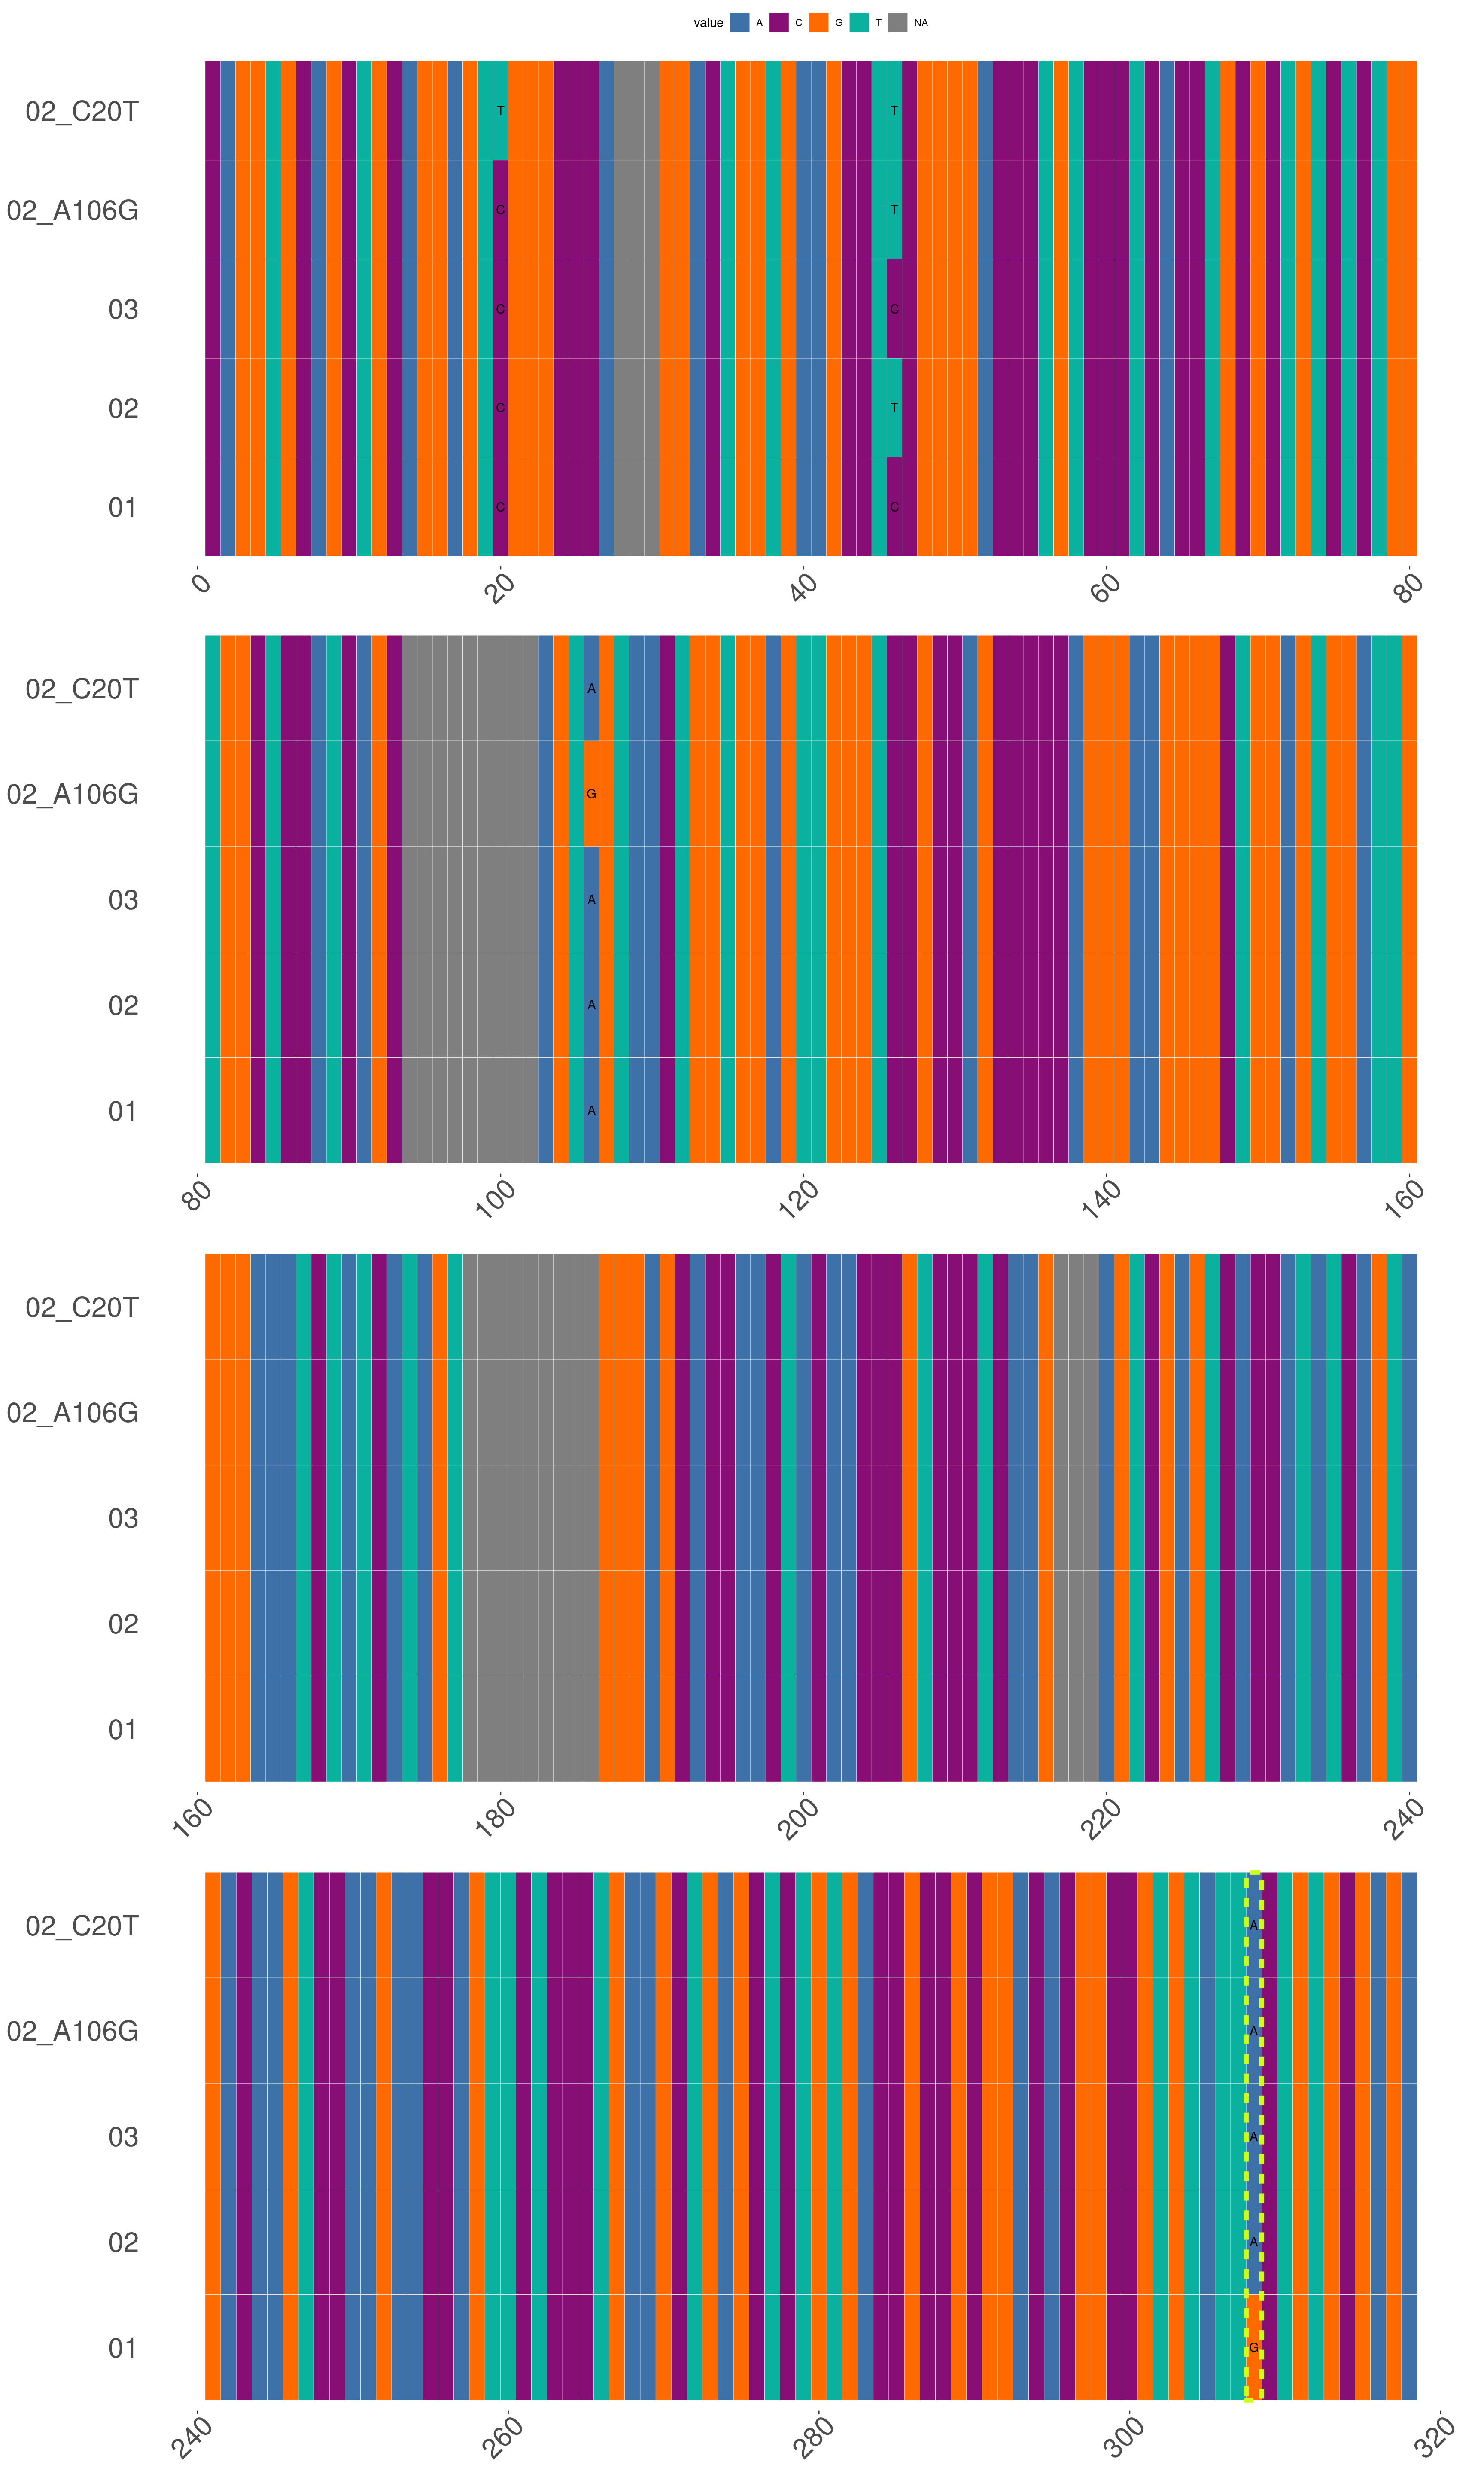 value A C G T NA
02_C20T T T
02_A106G C T
03 C C
02 C T
01 C C
0 20 40 60 80
02_C20T A
02_A106G G
03 A
02 A
01 A
80 100 120 140 160
02_C20T
02_A106G
03
02
01
160 180 200 220 240
02_C20T A
02_A106G A
03 A
02 A
01 G
240 260 280 300 320